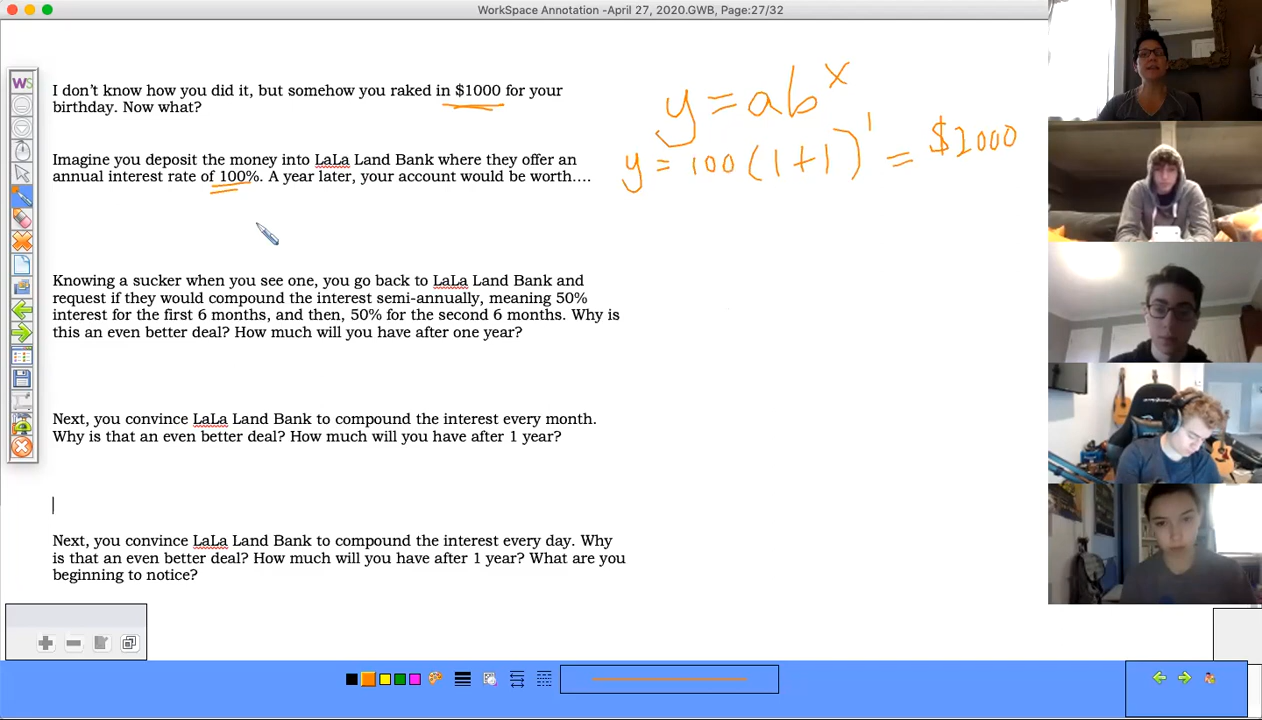 WorkSpace Annotation -April 27, 2020.GWB, Page:27/32
WS
I don't know how you did it, but somehow you raked in $1000 for your
birthday. Now what?
y = ab^x
y = 100(1+1)^1 = $2000
Imagine you deposit the money into LaLa Land Bank where they offer an
annual interest rate of 100%. A year later, your account would be worth....
Knowing a sucker when you see one, you go back to LaLa Land Bank and
request if they would compound the interest semi-annually, meaning 50%
interest for the first 6 months, and then, 50% for the second 6 months. Why is
this an even better deal? How much will you have after one year?
Next, you convince LaLa Land Bank to compound the interest every month.
Why is that an even better deal? How much will you have after 1 year?
Next, you convince LaLa Land Bank to compound the interest every day. Why
is that an even better deal? How much will you have after 1 year? What are you
beginning to notice?